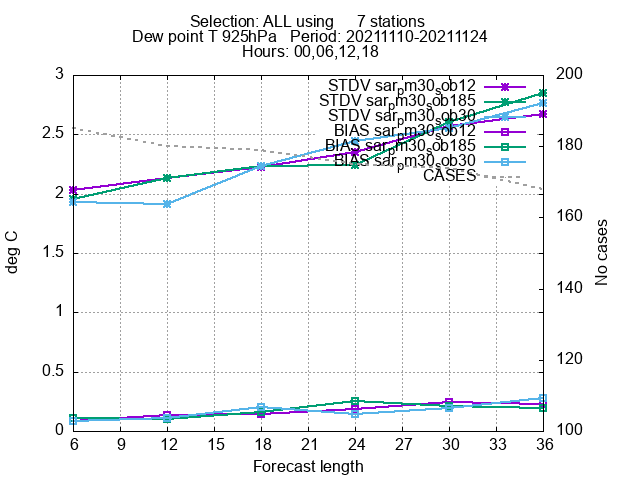 Selection: ALL using 7 stations
Dew point T 925hPa Period: 20211110-20211124
Hours: 00,06,12,18
STDV sar_pm30_sob12
STDV sar_pm30_sob185
STDV sar_pm30_sob30
BIAS sar_pm30_sob12
BIAS sar_pm30_sob185
BIAS sar_pm30_sob30
CASES
3
2.5
2
1.5
1
0.5
0
deg C
200
180
160
140
120
100
No cases
6 9 12 15 18 21 24 27 30 33 36
Forecast length